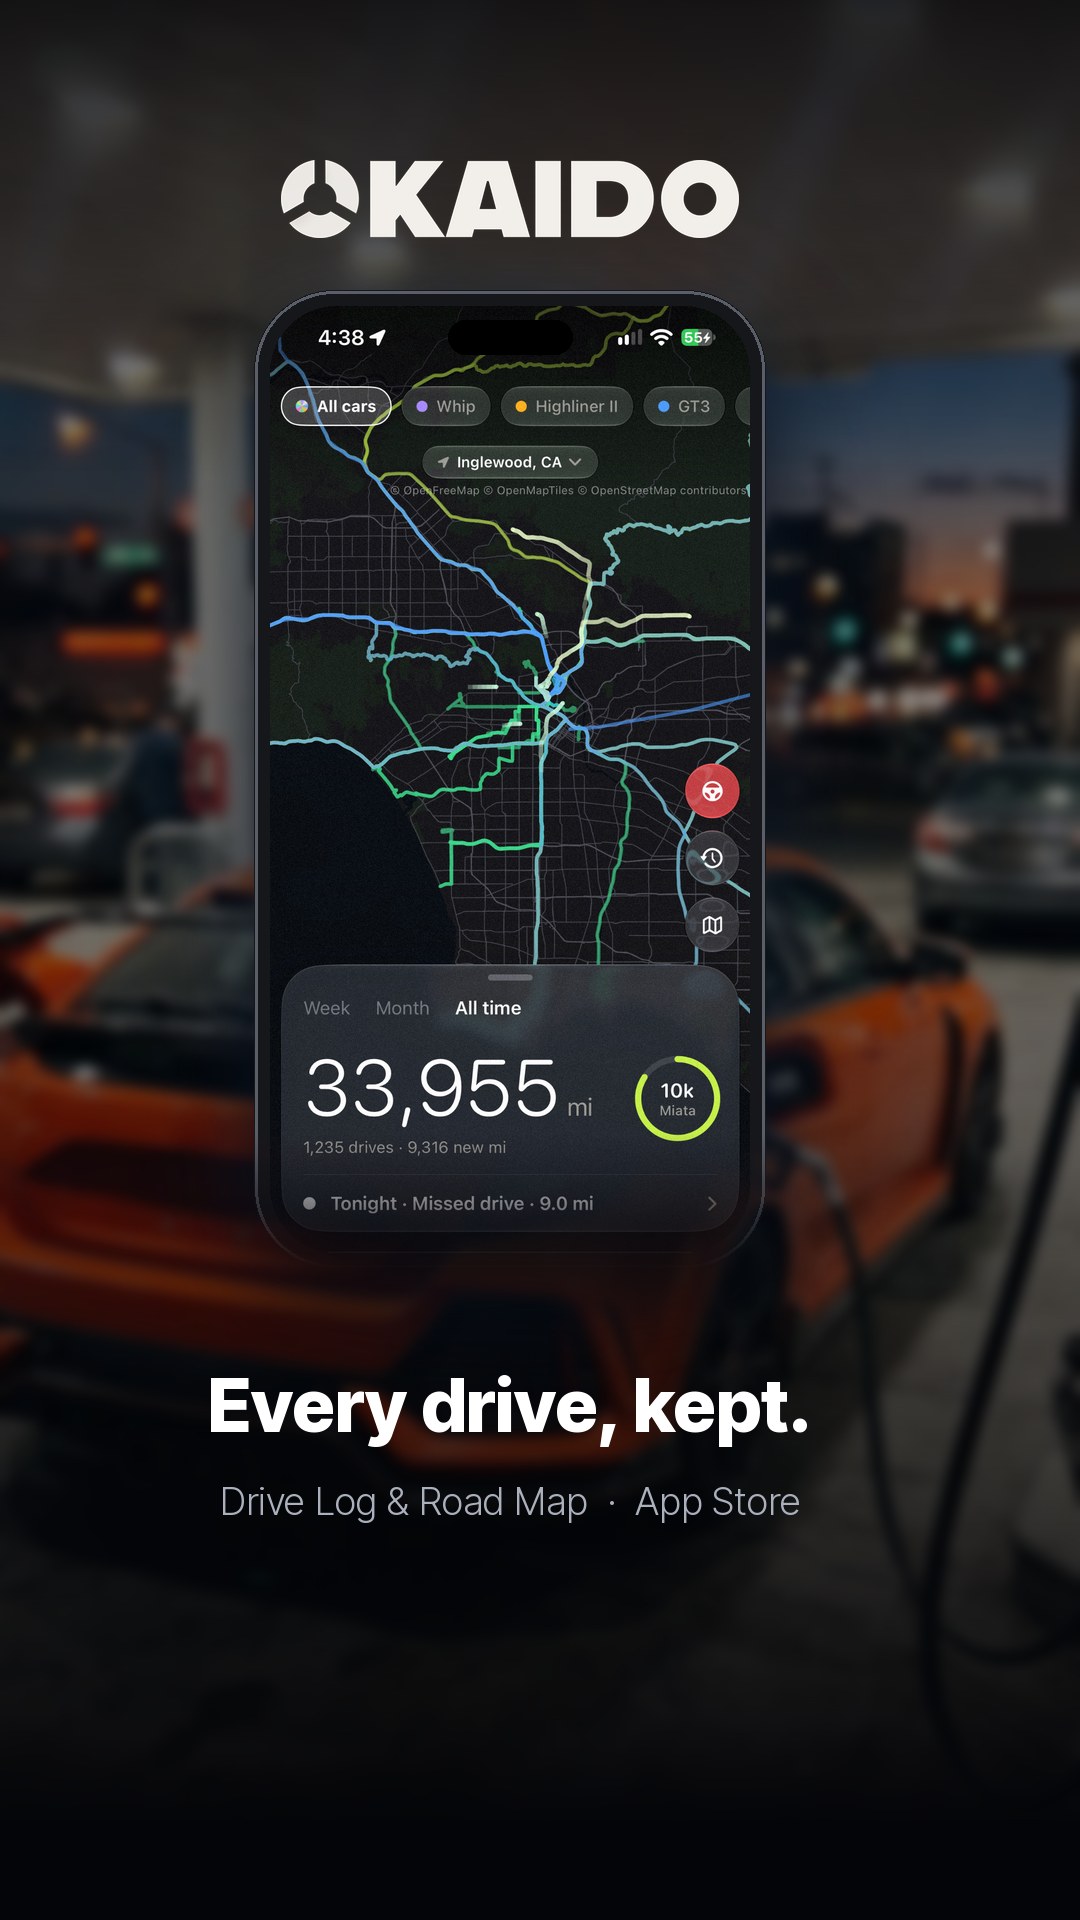 KAIDO
4:38
55
All cars
Whip
Highliner II
GT3
Inglewood, CA
© OpenFreeMap © OpenMapTiles © OpenStreetMap contributors
Week
Month
All time
33,955 mi
10k
Miata
1,235 drives · 9,316 new mi
Tonight · Missed drive · 9.0 mi
Every drive, kept.
Drive Log & Road Map · App Store